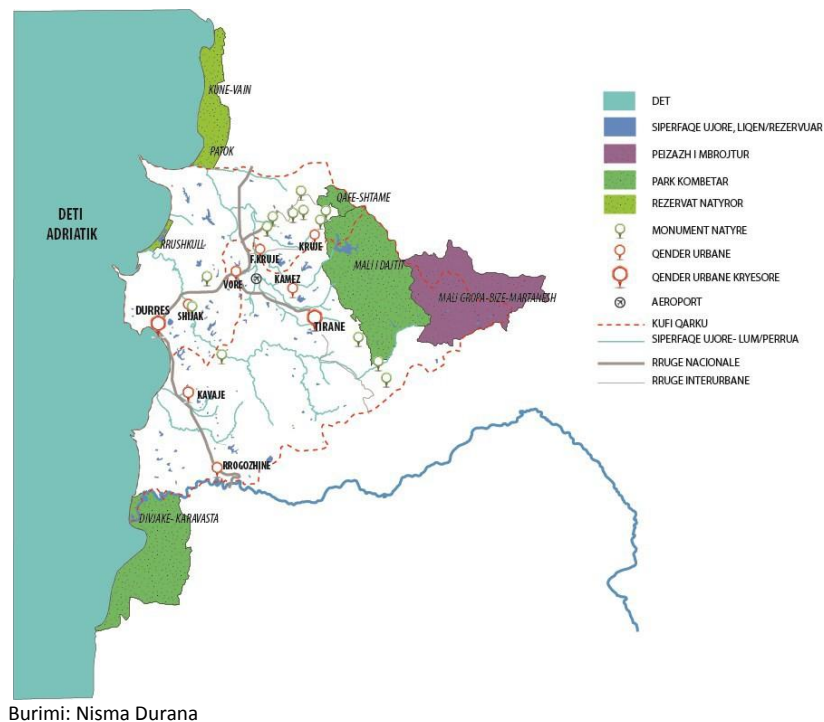 KUNE-VAIN
PATOK
QAFE-SHTAME
DETI
ADRIATIK
RRUSHKULL
F.KRUJE
KRUJE
MALI I DAJTIT
VORE
KAMEZ
MALI GROPA-BIZE-MARTANESH
DURRES
SHIJAK
TIRANE
KAVAJE
RROGOZHINE
DIVJAKE- KARAVASTA
DET
SIPERFAQE UJORE, LIQEN/REZERVUAR
PEIZAZH I MBROJTUR
PARK KOMBETAR
REZERVAT NATYROR
MONUMENT NATYRE
QENDER URBANE
QENDER URBANE KRYESORE
AEROPORT
KUFI QARKU
SIPERFAQE UJORE- LUM/PERRUA
RRUGE NACIONALE
RRUGE INTERURBANE
Burimi: Nisma Durana